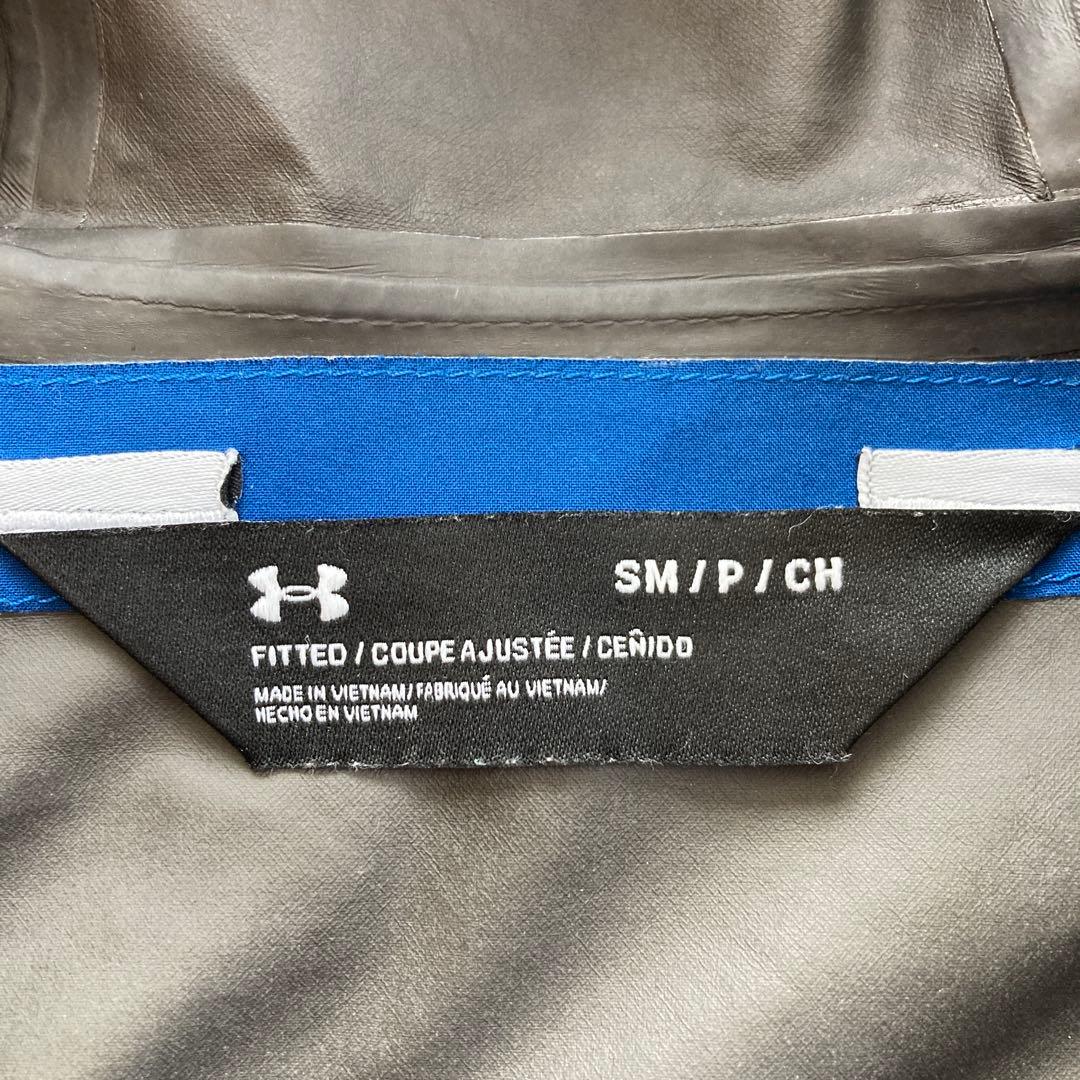 SM / P / CH
FITTED / COUPE AJUSTÉE / CEÑIDO
MADE IN VIETNAM/ FABRIQUÉ AU VIETNAM/
HECHO EN VIETNAM